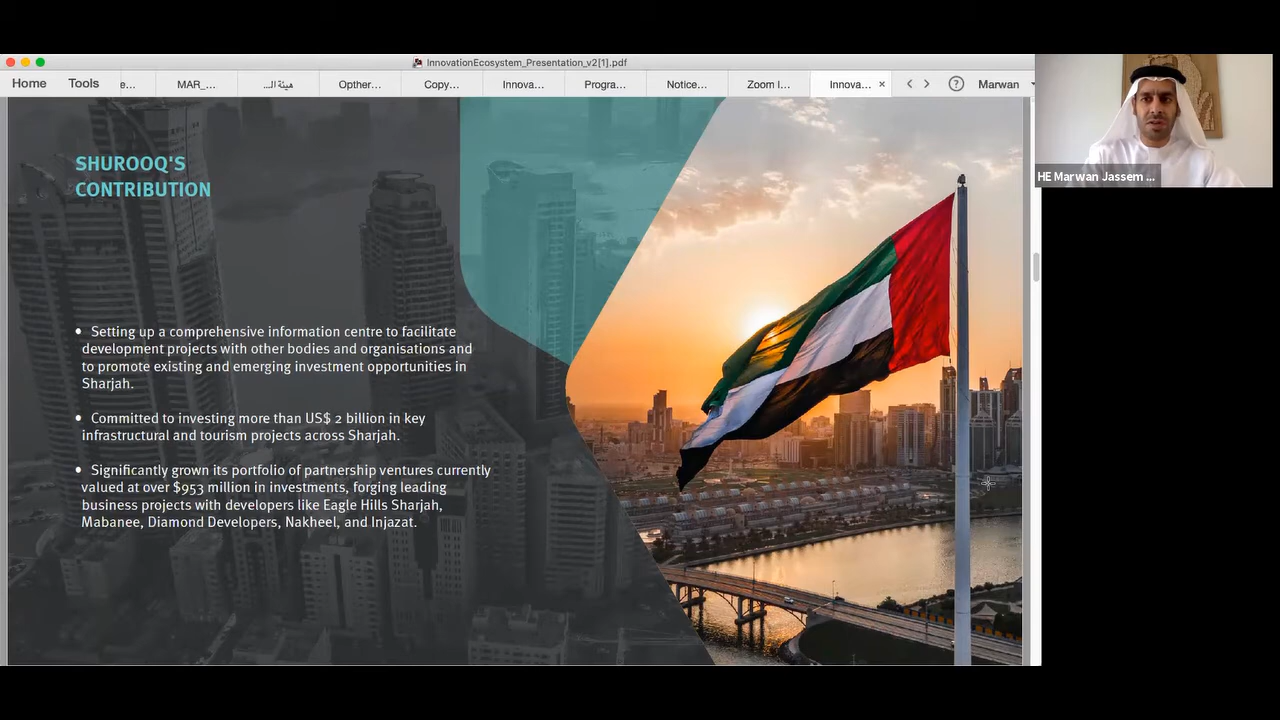 InnovationEcosystem_Presentation_v2[1].pdf
Home Tools e... MAR_... هيئة الـ... Opther... Copy... Innova... Progra... Notice... Zoom I... Innova... × ? Marwan
HE Marwan Jassem ...
SHUROOQ'S
CONTRIBUTION
• Setting up a comprehensive information centre to facilitate
development projects with other bodies and organisations and
to promote existing and emerging investment opportunities in
Sharjah.
• Committed to investing more than US$ 2 billion in key
infrastructural and tourism projects across Sharjah.
• Significantly grown its portfolio of partnership ventures currently
valued at over $953 million in investments, forging leading
business projects with developers like Eagle Hills Sharjah,
Mabanee, Diamond Developers, Nakheel, and Injazat.